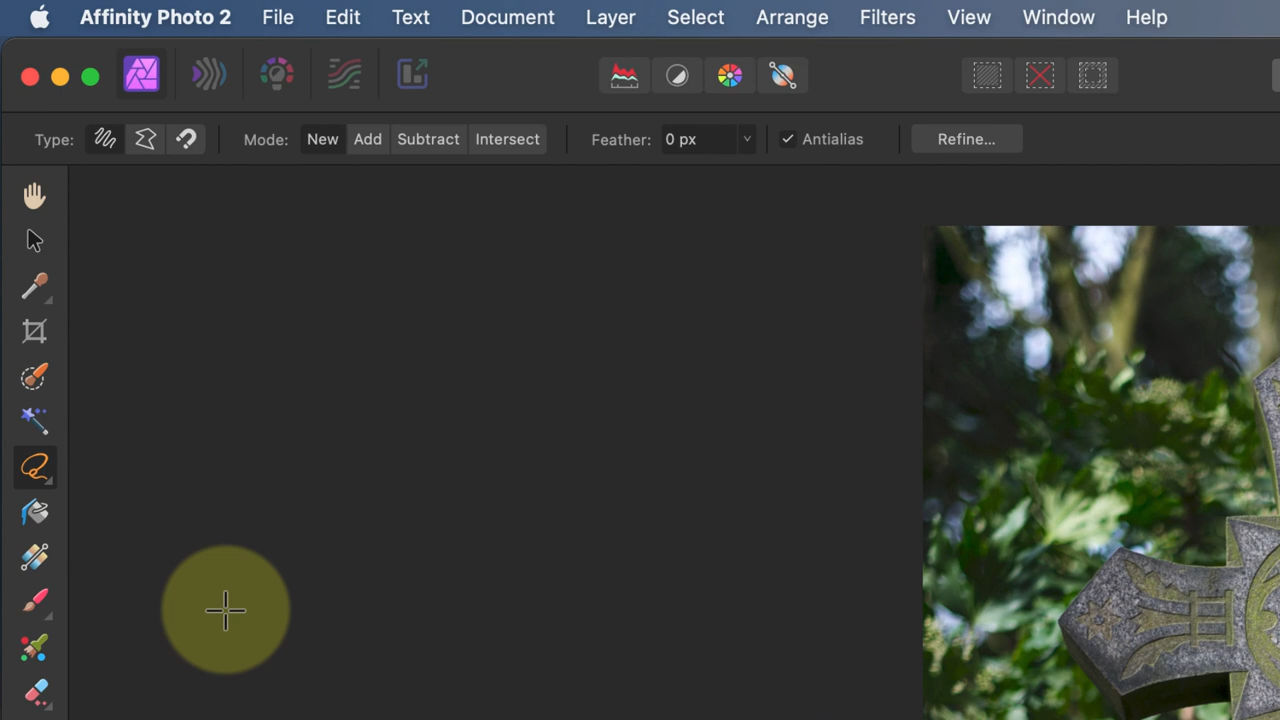 Affinity Photo 2 File Edit Text Document Layer Select Arrange Filters View Window Help
Type: Mode: New Add Subtract Intersect Feather: 0 px Antialias Refine...